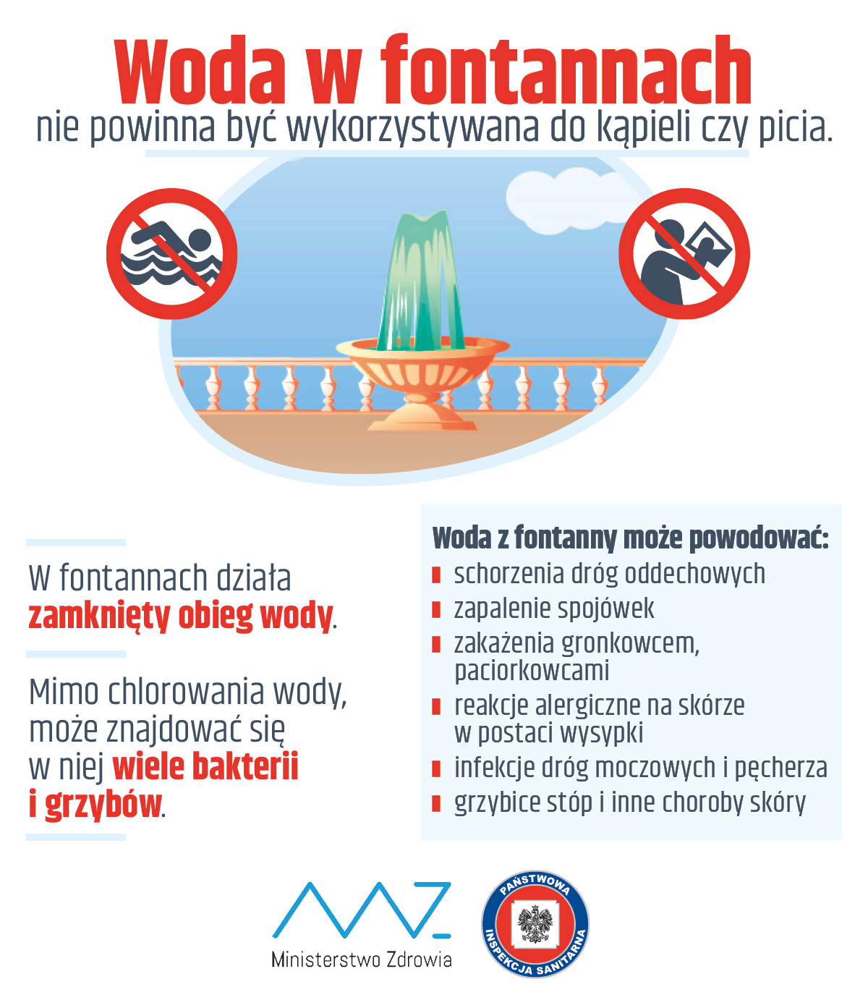 Woda w fontannach
nie powinna być wykorzystywana do kąpieli czy picia.
W fontannach działa
zamknięty obieg wody.
Mimo chlorowania wody,
może znajdować się
w niej wiele bakterii
i grzybów.
Woda z fontanny może powodować:
schorzenia dróg oddechowych
zapalenie spojówek
zakażenia gronkowcem,
paciorkowcami
reakcje alergiczne na skórze
w postaci wysypki
infekcje dróg moczowych i pęcherza
grzybice stóp i inne choroby skóry
MZ
Ministerstwo Zdrowia
PAŃSTWOWA
INSPEKCJA SANITARNA